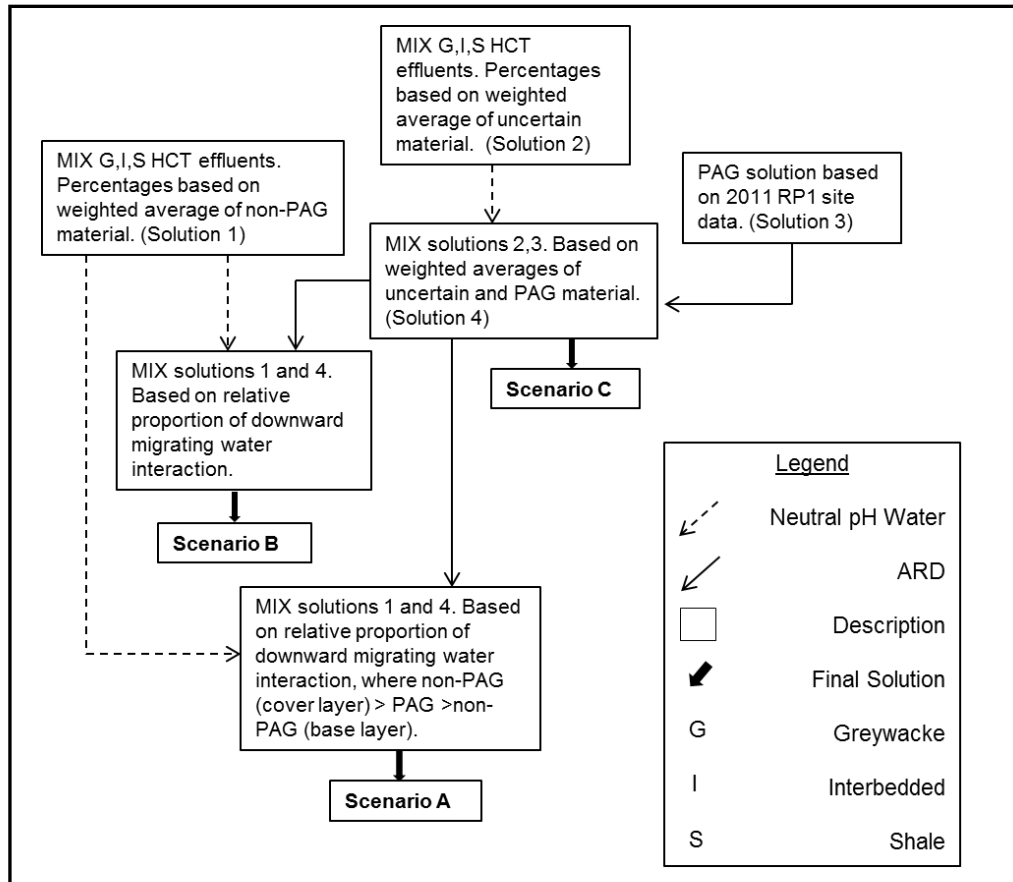 MIX G,I,S HCT
effluents. Percentages
based on weighted
average of uncertain
material.  (Solution 2)
MIX G,I,S HCT effluents.
Percentages based on
weighted average of non-PAG
material. (Solution 1)
PAG solution based
on 2011 RP1 site
data. (Solution 3)
MIX solutions 2,3. Based on
weighted averages of
uncertain and PAG material.
(Solution 4)
MIX solutions 1 and 4.
Based on relative
proportion of downward
migrating water
interaction.
Scenario C
Scenario B
MIX solutions 1 and 4. Based
on relative proportion of
downward migrating water
interaction, where non-PAG
(cover layer) > PAG >non-
PAG (base layer).
Scenario A
Legend
Neutral pH Water
ARD
Description
Final Solution
G Greywacke
I Interbedded
S Shale